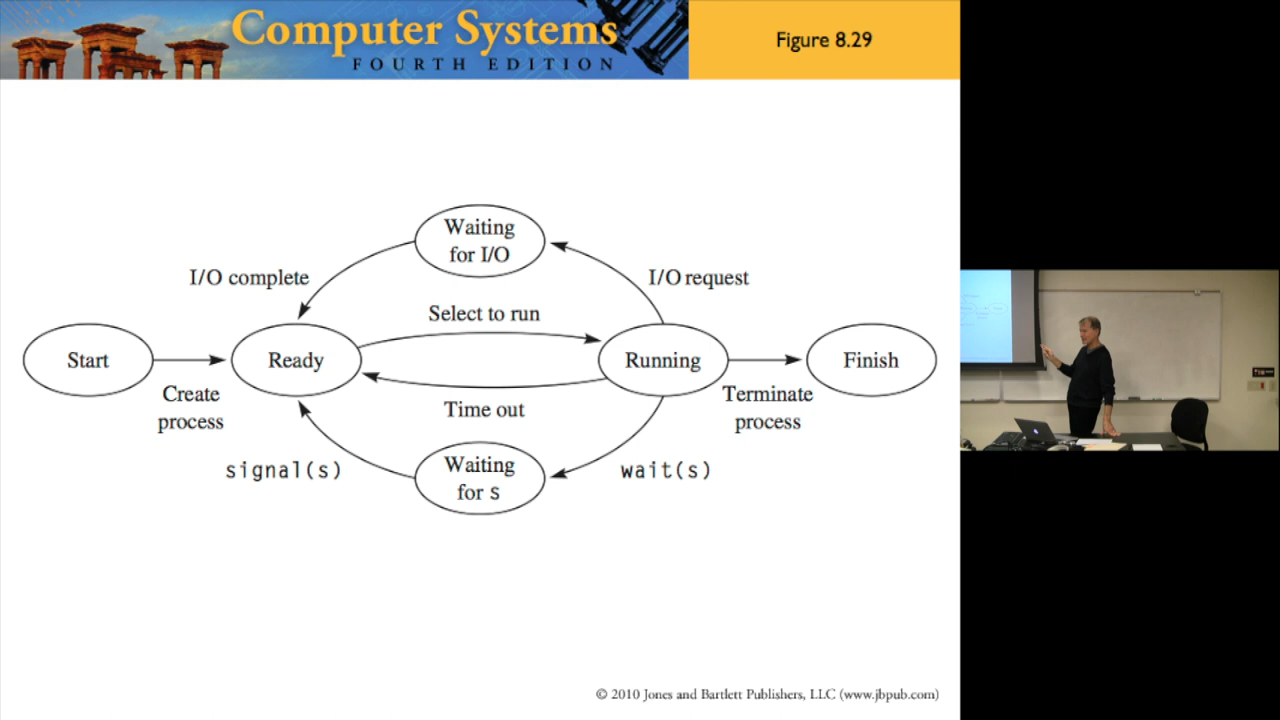 Computer Systems
FOURTH EDITION
Figure 8.29
Waiting
for I/O
I/O complete
I/O request
Select to run
Start
Ready
Running
Finish
Create
process
Time out
Terminate
process
signal(s)
Waiting
for s
wait(s)
© 2010 Jones and Bartlett Publishers, LLC (www.jbpub.com)